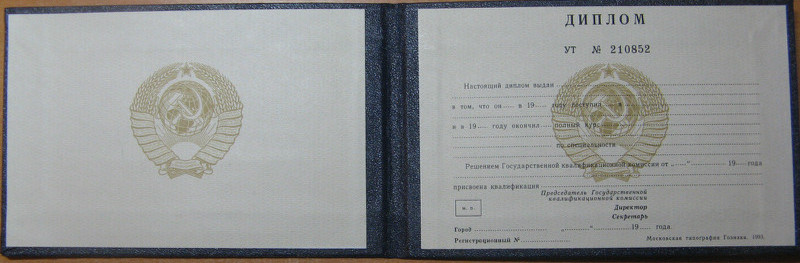 ДИПЛОМ
УТ № 210852
Настоящий диплом выдан
в том, что он в 19 году поступил в
и в 19 году окончил полный курс
по специальности
Решением Государственной квалификационной комиссии от „ “ 19 года
присвоена квалификация
Председатель Государственной
квалификационной комиссии
Директор
м. п.
Секретарь
Город „ “ 19 года.
Регистрационный №
Московская типография Гознака.